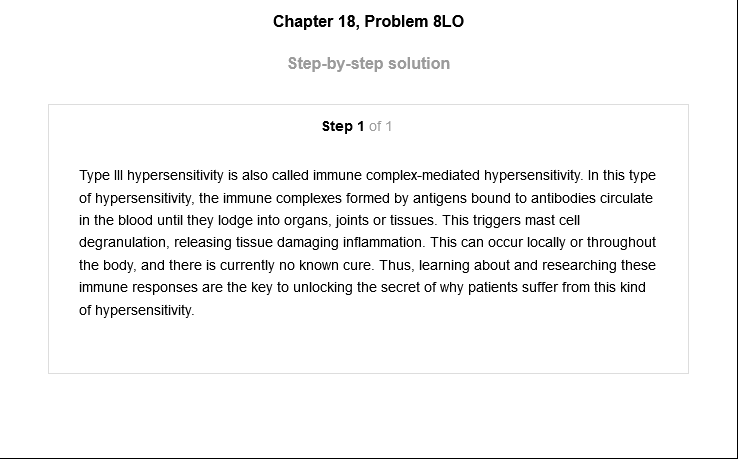 Chapter 18, Problem 8LO
Step-by-step solution
Step 1 of 1
Type III hypersensitivity is also called immune complex-mediated hypersensitivity. In this type
of hypersensitivity, the immune complexes formed by antigens bound to antibodies circulate
in the blood until they lodge into organs, joints or tissues. This triggers mast cell
degranulation, releasing tissue damaging inflammation. This can occur locally or throughout
the body, and there is currently no known cure. Thus, learning about and researching these
immune responses are the key to unlocking the secret of why patients suffer from this kind
of hypersensitivity.